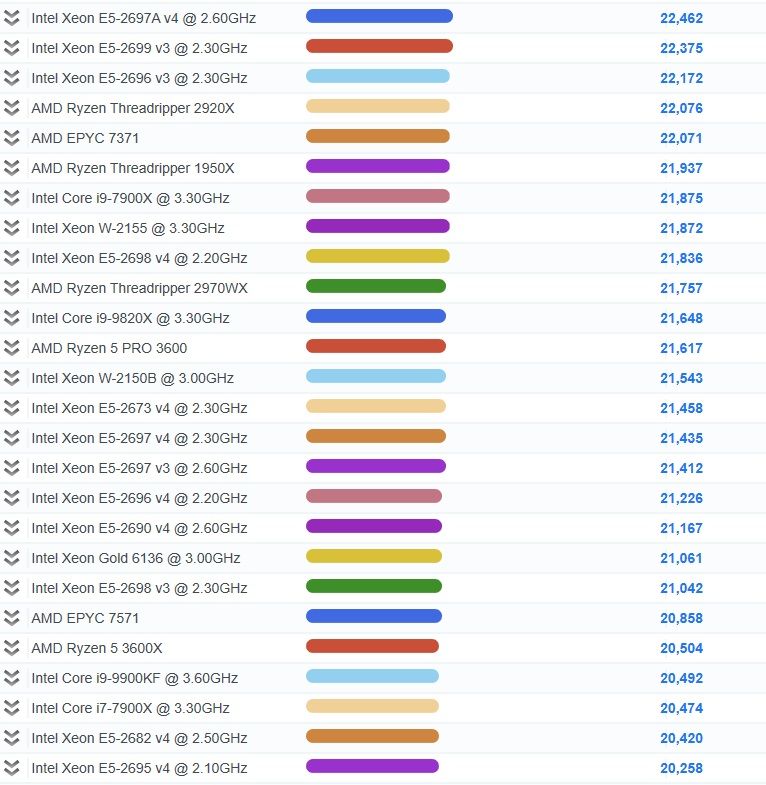 Intel Xeon E5-2697A v4 @ 2.60GHz 22,462
Intel Xeon E5-2699 v3 @ 2.30GHz 22,375
Intel Xeon E5-2696 v3 @ 2.30GHz 22,172
AMD Ryzen Threadripper 2920X 22,076
AMD EPYC 7371 22,071
AMD Ryzen Threadripper 1950X 21,937
Intel Core i9-7900X @ 3.30GHz 21,875
Intel Xeon W-2155 @ 3.30GHz 21,872
Intel Xeon E5-2698 v4 @ 2.20GHz 21,836
AMD Ryzen Threadripper 2970WX 21,757
Intel Core i9-9820X @ 3.30GHz 21,648
AMD Ryzen 5 PRO 3600 21,617
Intel Xeon W-2150B @ 3.00GHz 21,543
Intel Xeon E5-2673 v4 @ 2.30GHz 21,458
Intel Xeon E5-2697 v4 @ 2.30GHz 21,435
Intel Xeon E5-2697 v3 @ 2.60GHz 21,412
Intel Xeon E5-2696 v4 @ 2.20GHz 21,226
Intel Xeon E5-2690 v4 @ 2.60GHz 21,167
Intel Xeon Gold 6136 @ 3.00GHz 21,061
Intel Xeon E5-2698 v3 @ 2.30GHz 21,042
AMD EPYC 7571 20,858
AMD Ryzen 5 3600X 20,504
Intel Core i9-9900KF @ 3.60GHz 20,492
Intel Core i7-7900X @ 3.30GHz 20,474
Intel Xeon E5-2682 v4 @ 2.50GHz 20,420
Intel Xeon E5-2695 v4 @ 2.10GHz 20,258